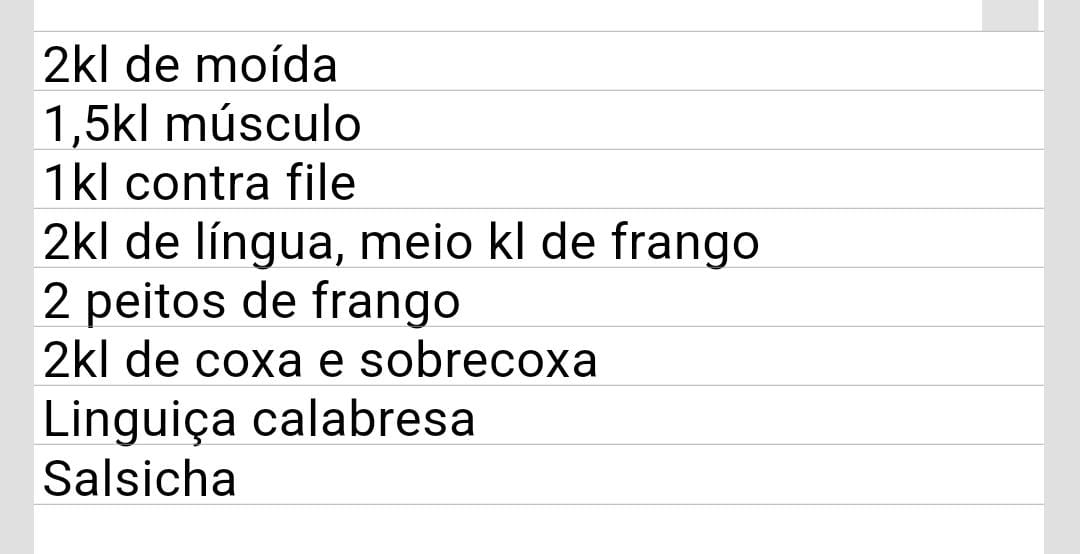 2kl de moída
1,5kl músculo
1kl contra file
2kl de língua, meio kl de frango
2 peitos de frango
2kl de coxa e sobrecoxa
Linguiça calabresa
Salsicha